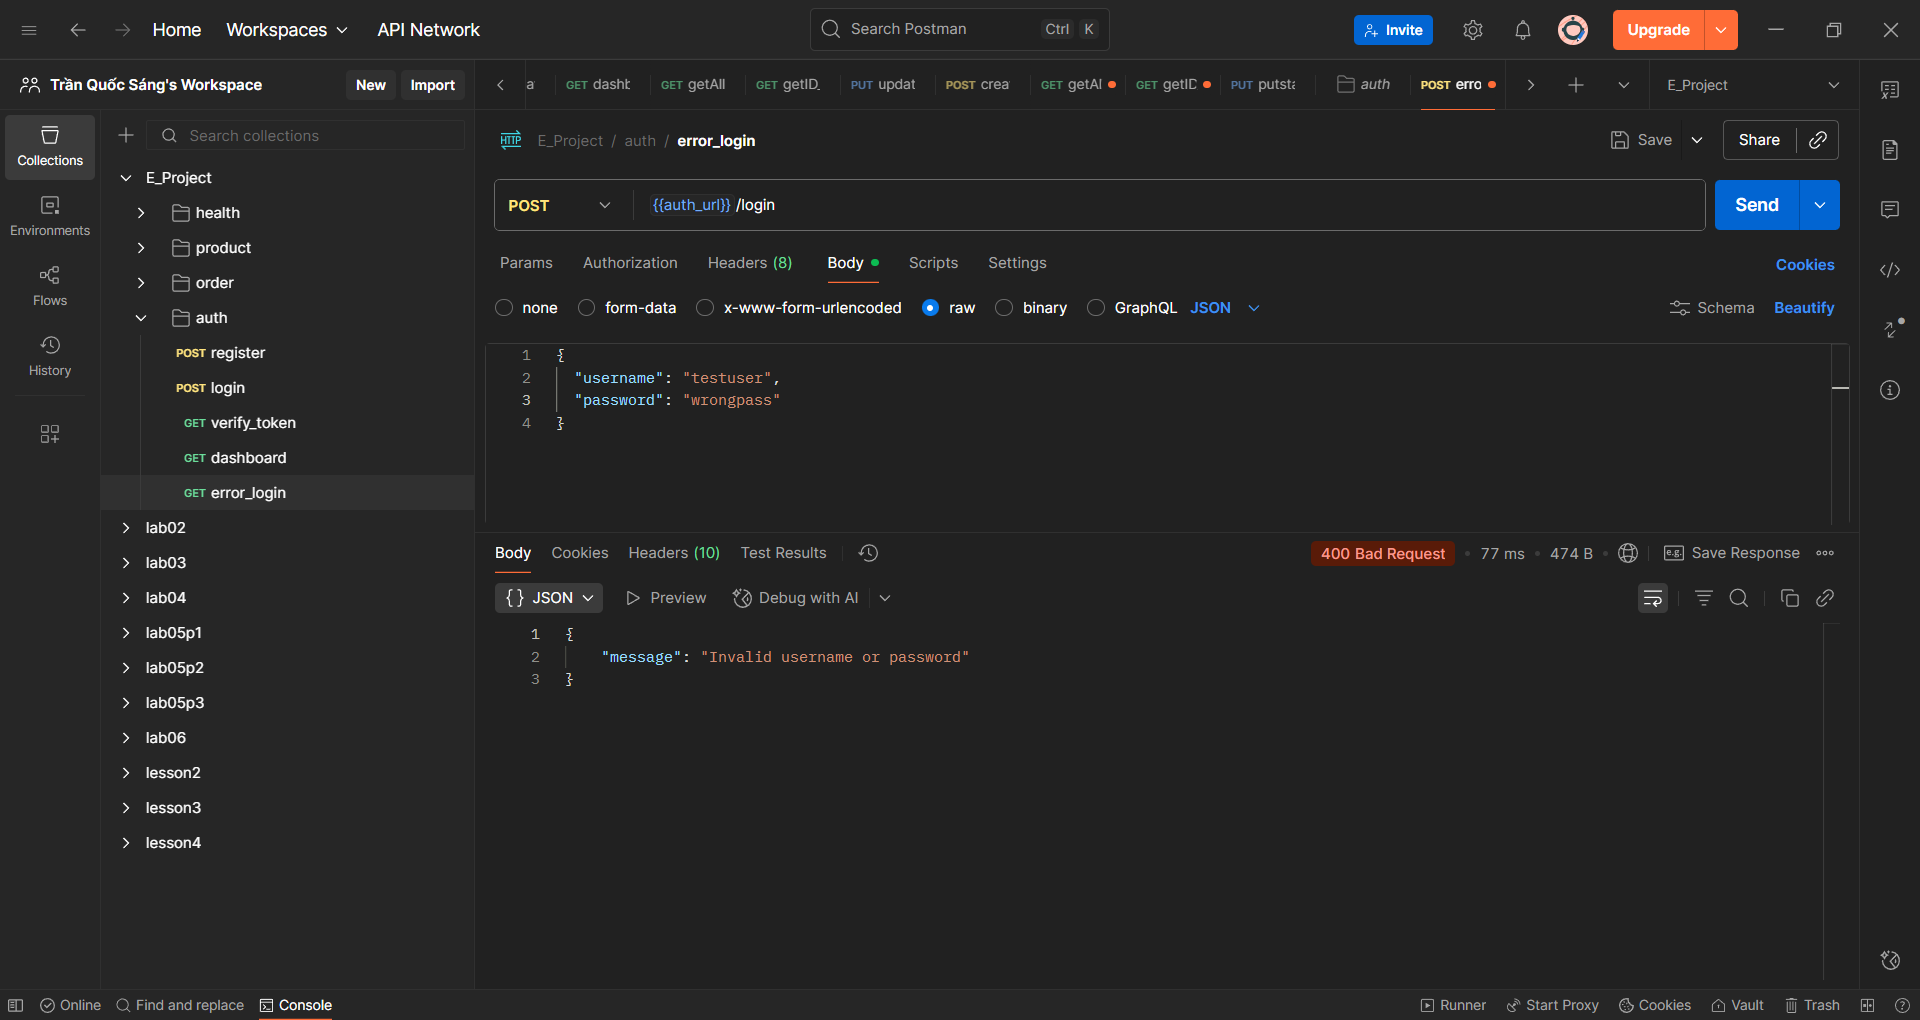 Home Workspaces API Network Search Postman Ctrl K Invite Upgrade
Trần Quốc Sáng's Workspace New Import
GET dasht GET getAll GET getID_ PUT updat POST crea GET getAl GET getID PUT putsta auth POST erro E_Project
Collections
Environments
Flows
History
Search collections
E_Project
health
product
order
auth
POST register
POST login
GET verify_token
GET dashboard
GET error_login
lab02
lab03
lab04
lab05p1
lab05p2
lab05p3
lab06
lesson2
lesson3
lesson4
HTTP E_Project / auth / error_login Save Share
POST {{auth_url}} /login Send
Params Authorization Headers (8) Body Scripts Settings Cookies
none form-data x-www-form-urlencoded raw binary GraphQL JSON Schema Beautify
1 {
2 "username": "testuser",
3 "password": "wrongpass"
4 }
Body Cookies Headers (10) Test Results 400 Bad Request 77 ms 474 B e.g. Save Response
{} JSON Preview Debug with AI
1 {
2 "message": "Invalid username or password"
3 }
Online Find and replace Console Runner Start Proxy Cookies Vault Trash